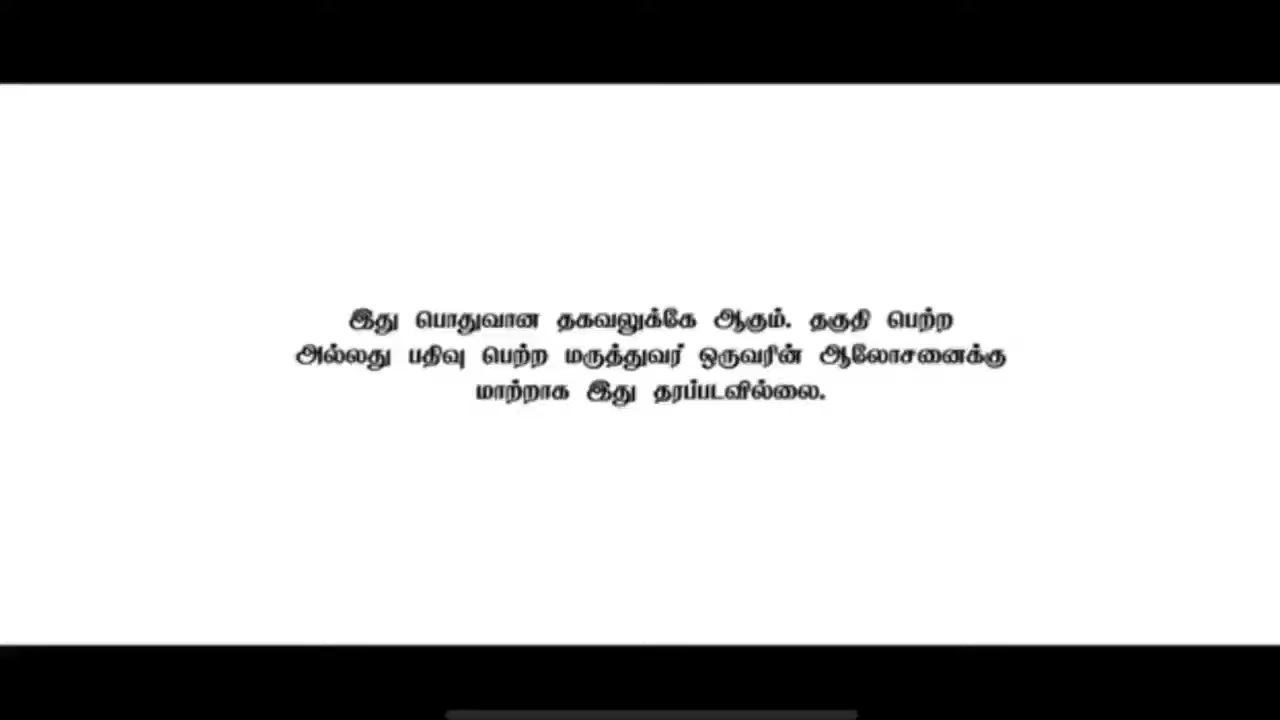 இது பொதுவான தகவலுக்கே ஆகும். தகுதி பெற்ற
அல்லது பதிவு பெற்ற மருத்துவர் ஒருவரின் ஆலோசனைக்கு
மாற்றாக இது தரப்படவில்லை.